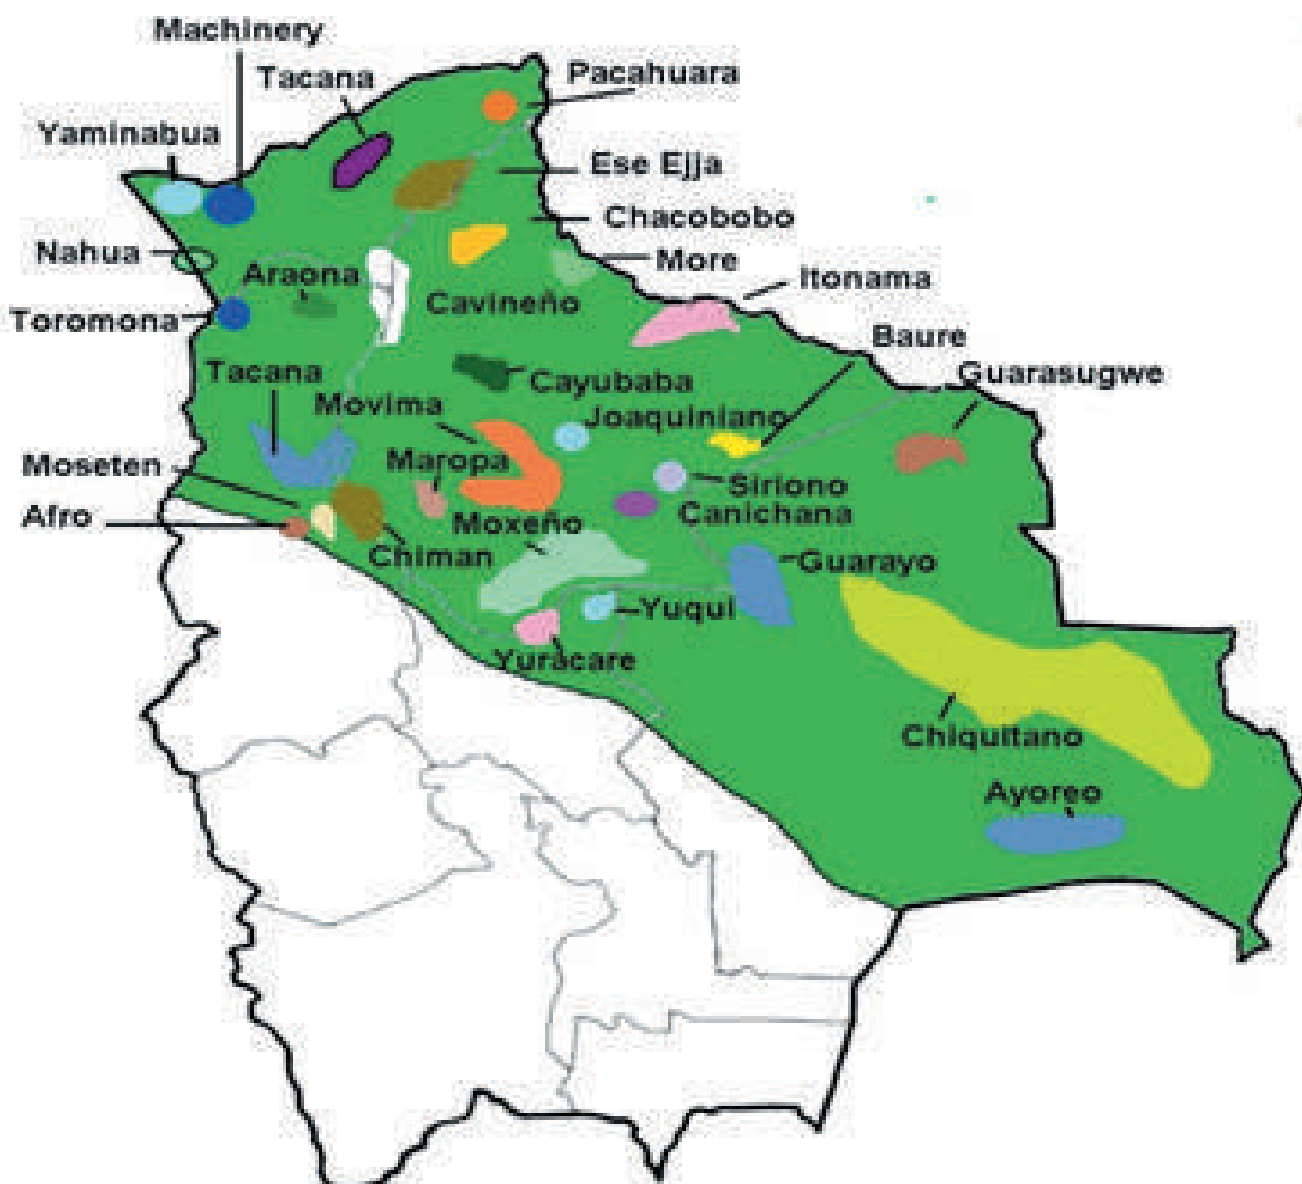 Machinery
Tacana
Pacahuara
Yaminabua
Ese Ejja
Chacobobo
Nahua
More
Araona
Itonama
Cavineño
Toromona
Baure
Tacana
Cayubaba
Guarasugwe
Movima
Joaquiniano
Moseten
Maropa
Siriono
Afro
Moxeño
Canichana
Chiman
Guarayo
Yuqui
Yuracare
Chiquitano
Ayoreo